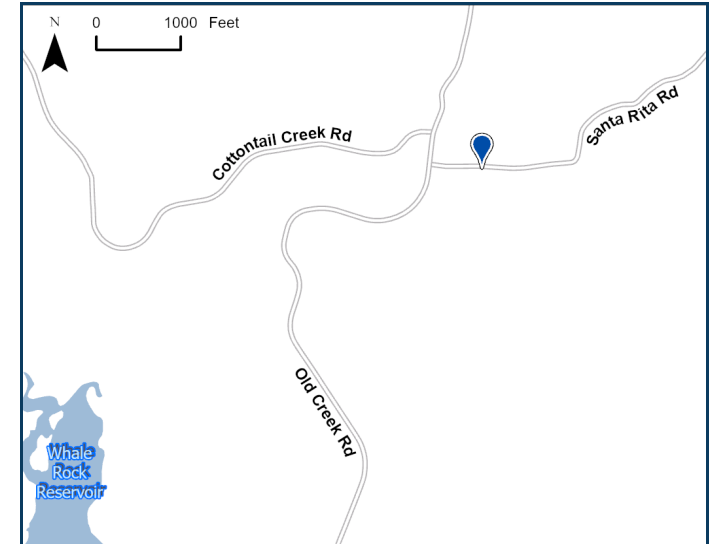 N
0 1000 Feet
Santa Rita Rd
Cottontail Creek Rd
Old Creek Rd
Whale
Rock
Reservoir